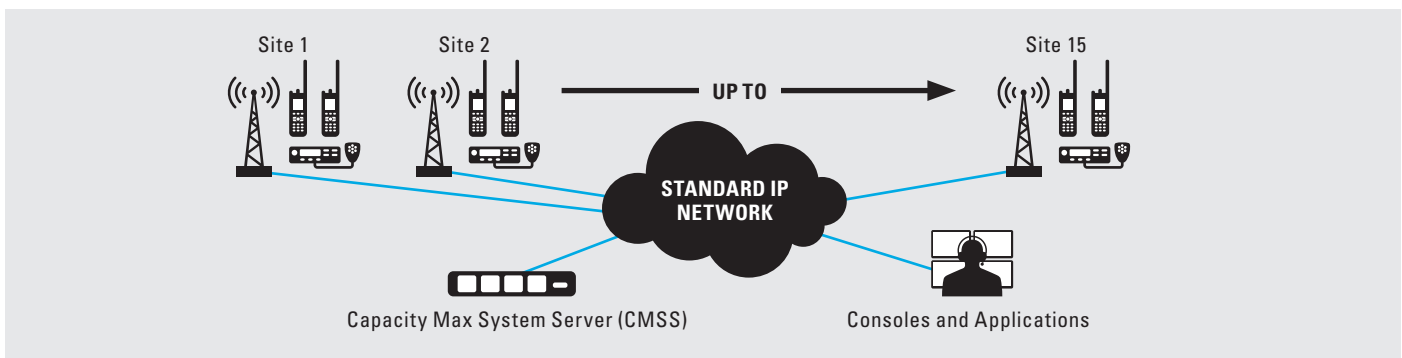 Site 1
Site 2
Site 15
UP TO
STANDARD IP
NETWORK
Capacity Max System Server (CMSS)
Consoles and Applications